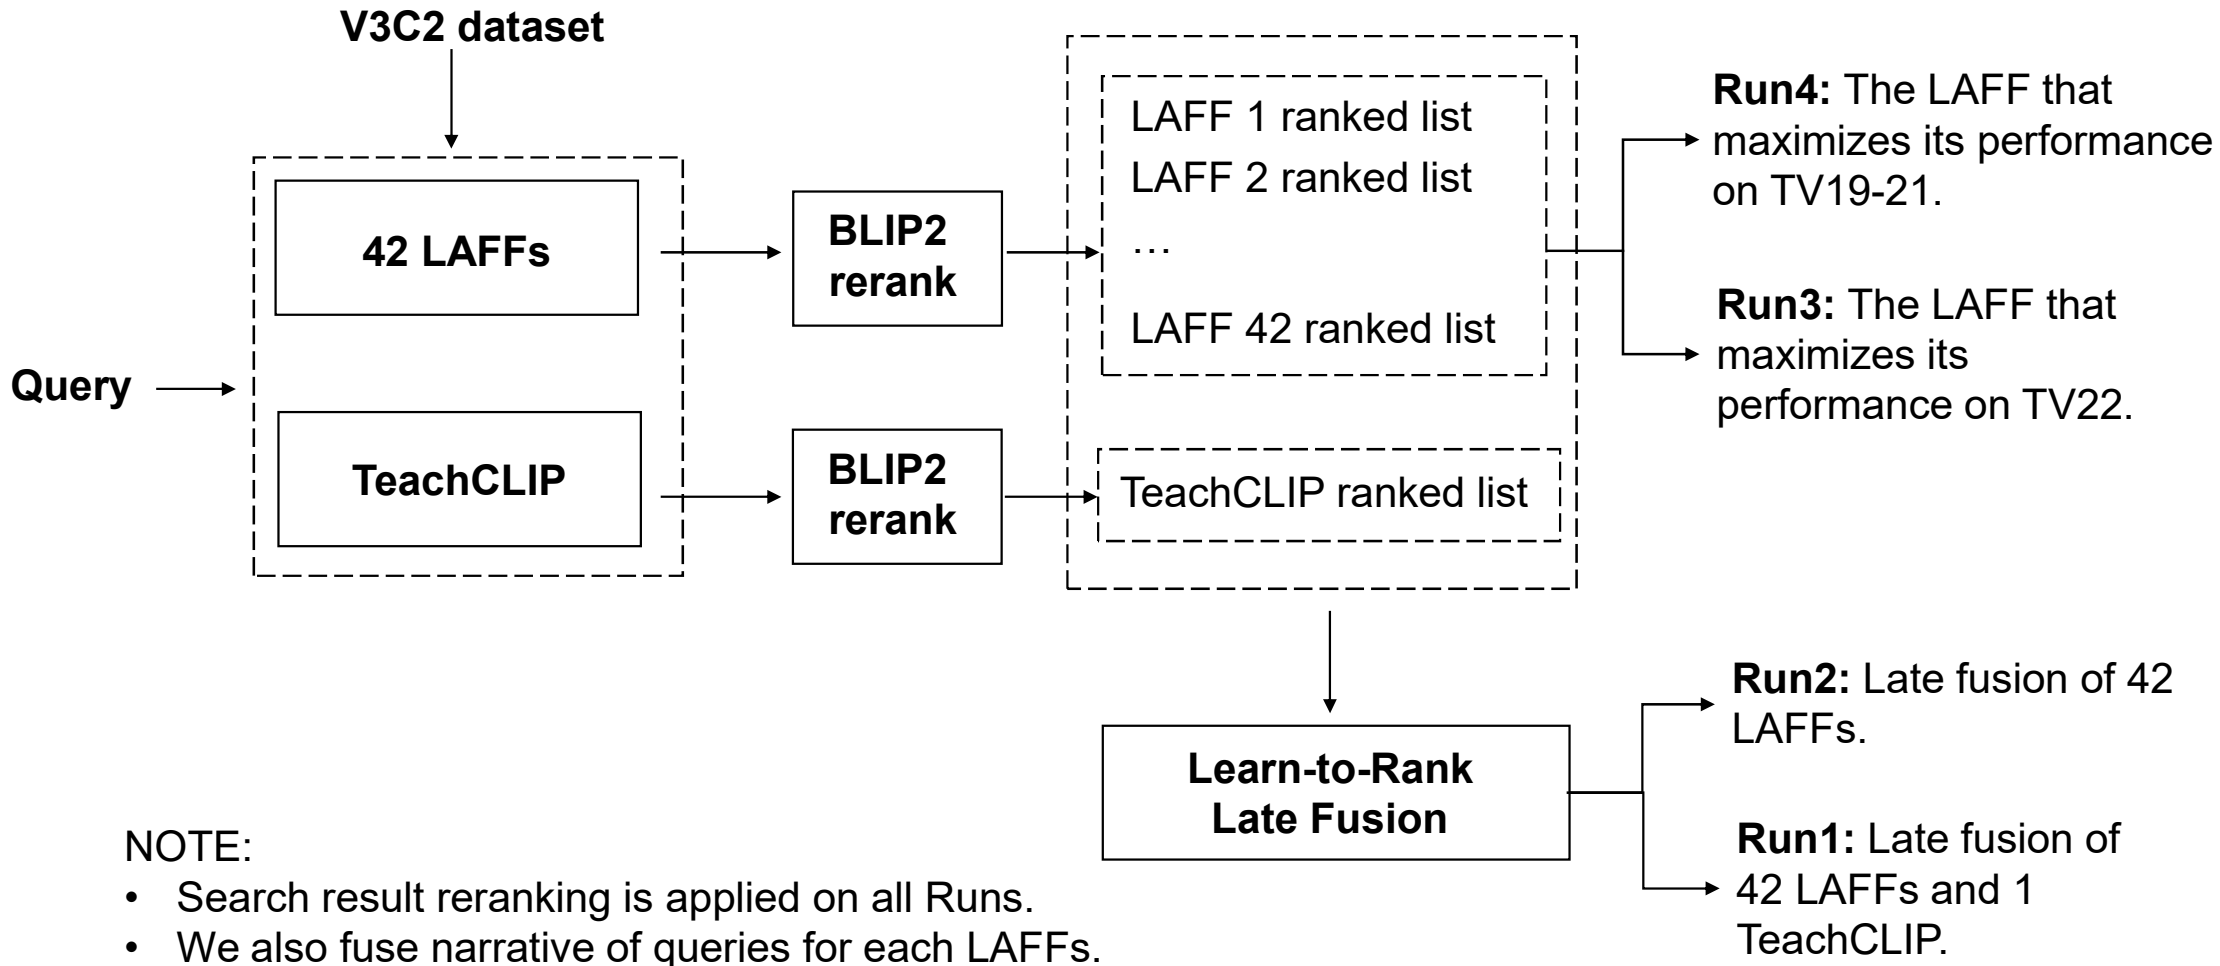 V3C2 dataset
Query
42 LAFFs
TeachCLIP
BLIP2
rerank
BLIP2
rerank
LAFF 1 ranked list
LAFF 2 ranked list
…
LAFF 42 ranked list
TeachCLIP ranked list
Run4: The LAFF that
maximizes its performance
on TV19-21.
Run3: The LAFF that
maximizes its
performance on TV22.
Learn-to-Rank
Late Fusion
Run2: Late fusion of 42
LAFFs.
Run1: Late fusion of
42 LAFFs and 1
TeachCLIP.
NOTE:
• Search result reranking is applied on all Runs.
• We also fuse narrative of queries for each LAFFs.